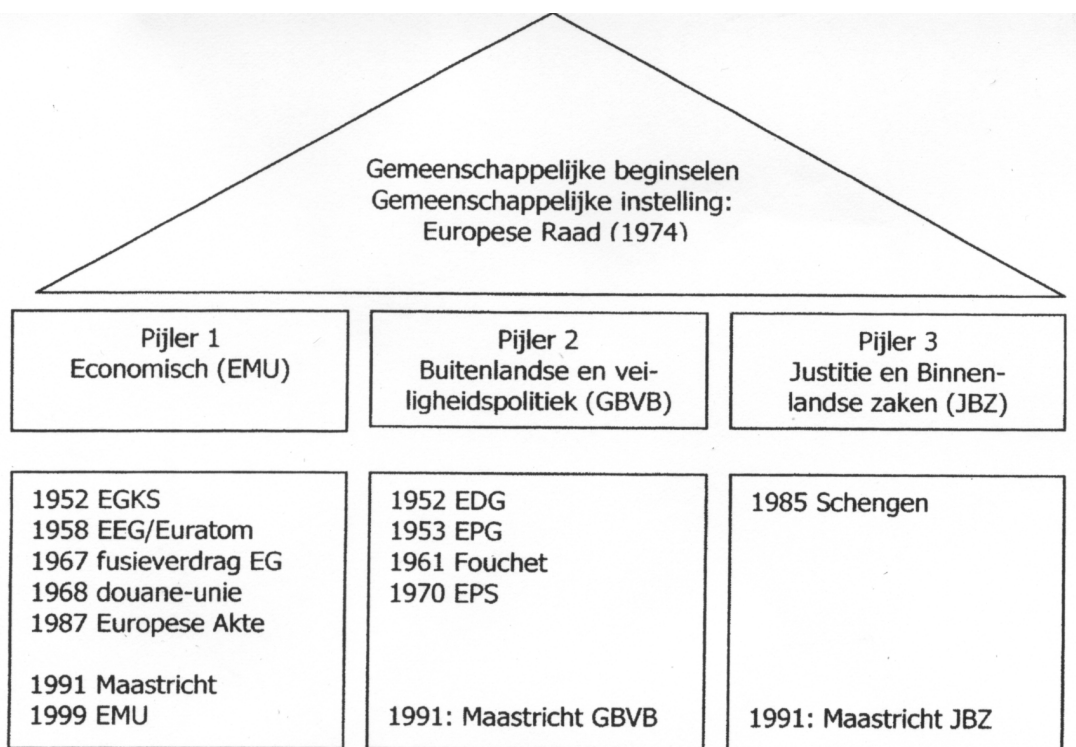 Gemeenschappelijke beginselen
Gemeenschappelijke instelling:
Europese Raad (1974)
Pijler 1
Economisch (EMU)
Pijler 2
Buitenlandse en vei-
ligheidspolitiek (GBVB)
Pijler 3
Justitie en Binnen-
landse zaken (JBZ)
1952 EGKS
1958 EEG/Euratom
1967 fusieverdrag EG
1968 douane-unie
1987 Europese Akte
1991 Maastricht
1999 EMU
1952 EDG
1953 EPG
1961 Fouchet
1970 EPS
1991: Maastricht GBVB
1985 Schengen
1991: Maastricht JBZ